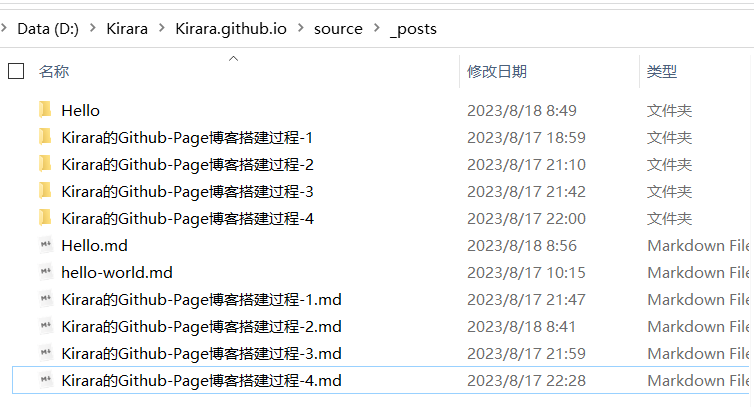 Data (D:) Kirara Kirara.github.io source _posts
名称 修改日期 类型
Hello 2023/8/18 8:49 文件夹
Kirara的Github-Page博客搭建过程-1 2023/8/17 18:59 文件夹
Kirara的Github-Page博客搭建过程-2 2023/8/17 21:10 文件夹
Kirara的Github-Page博客搭建过程-3 2023/8/17 21:42 文件夹
Kirara的Github-Page博客搭建过程-4 2023/8/17 22:00 文件夹
Hello.md 2023/8/18 8:56 Markdown File
hello-world.md 2023/8/17 10:15 Markdown File
Kirara的Github-Page博客搭建过程-1.md 2023/8/17 21:47 Markdown File
Kirara的Github-Page博客搭建过程-2.md 2023/8/18 8:41 Markdown File
Kirara的Github-Page博客搭建过程-3.md 2023/8/17 21:59 Markdown File
Kirara的Github-Page博客搭建过程-4.md 2023/8/17 22:28 Markdown File